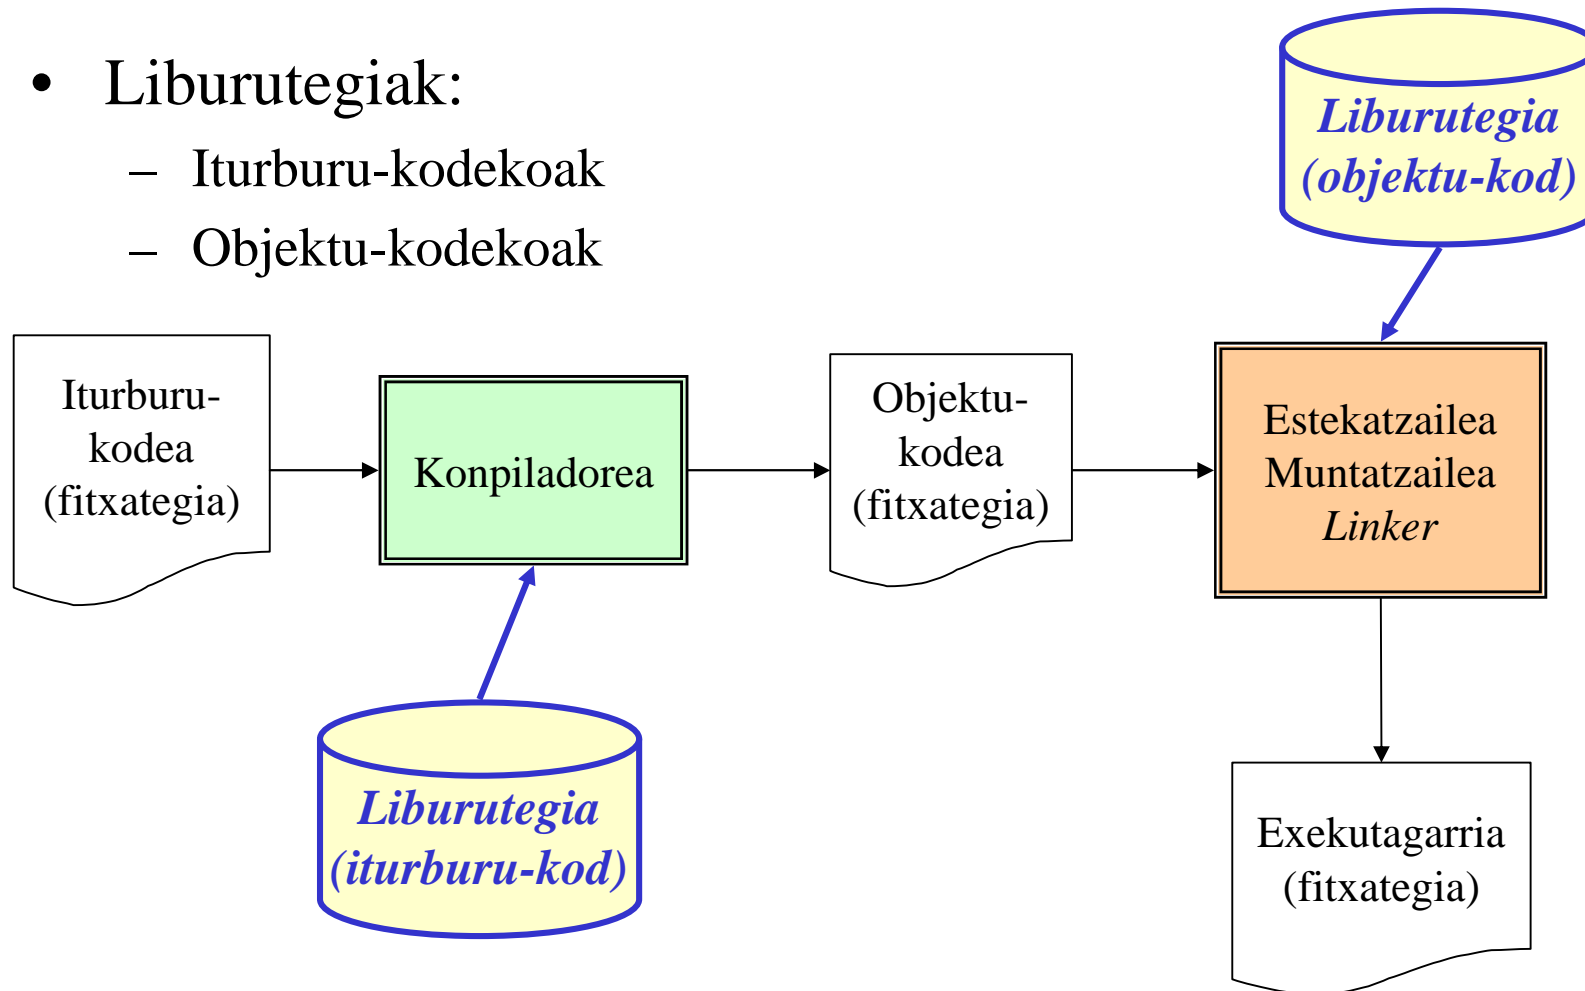 • Liburutegiak:
– Iturburu-kodekoak
– Objektu-kodekoak
Liburutegia
(objektu-kod)
Iturburu-
kodea
(fitxategia)
Konpiladorea
Objektu-
kodea
(fitxategia)
Estekatzailea
Muntatzailea
Linker
Liburutegia
(iturburu-kod)
Exekutagarria
(fitxategia)